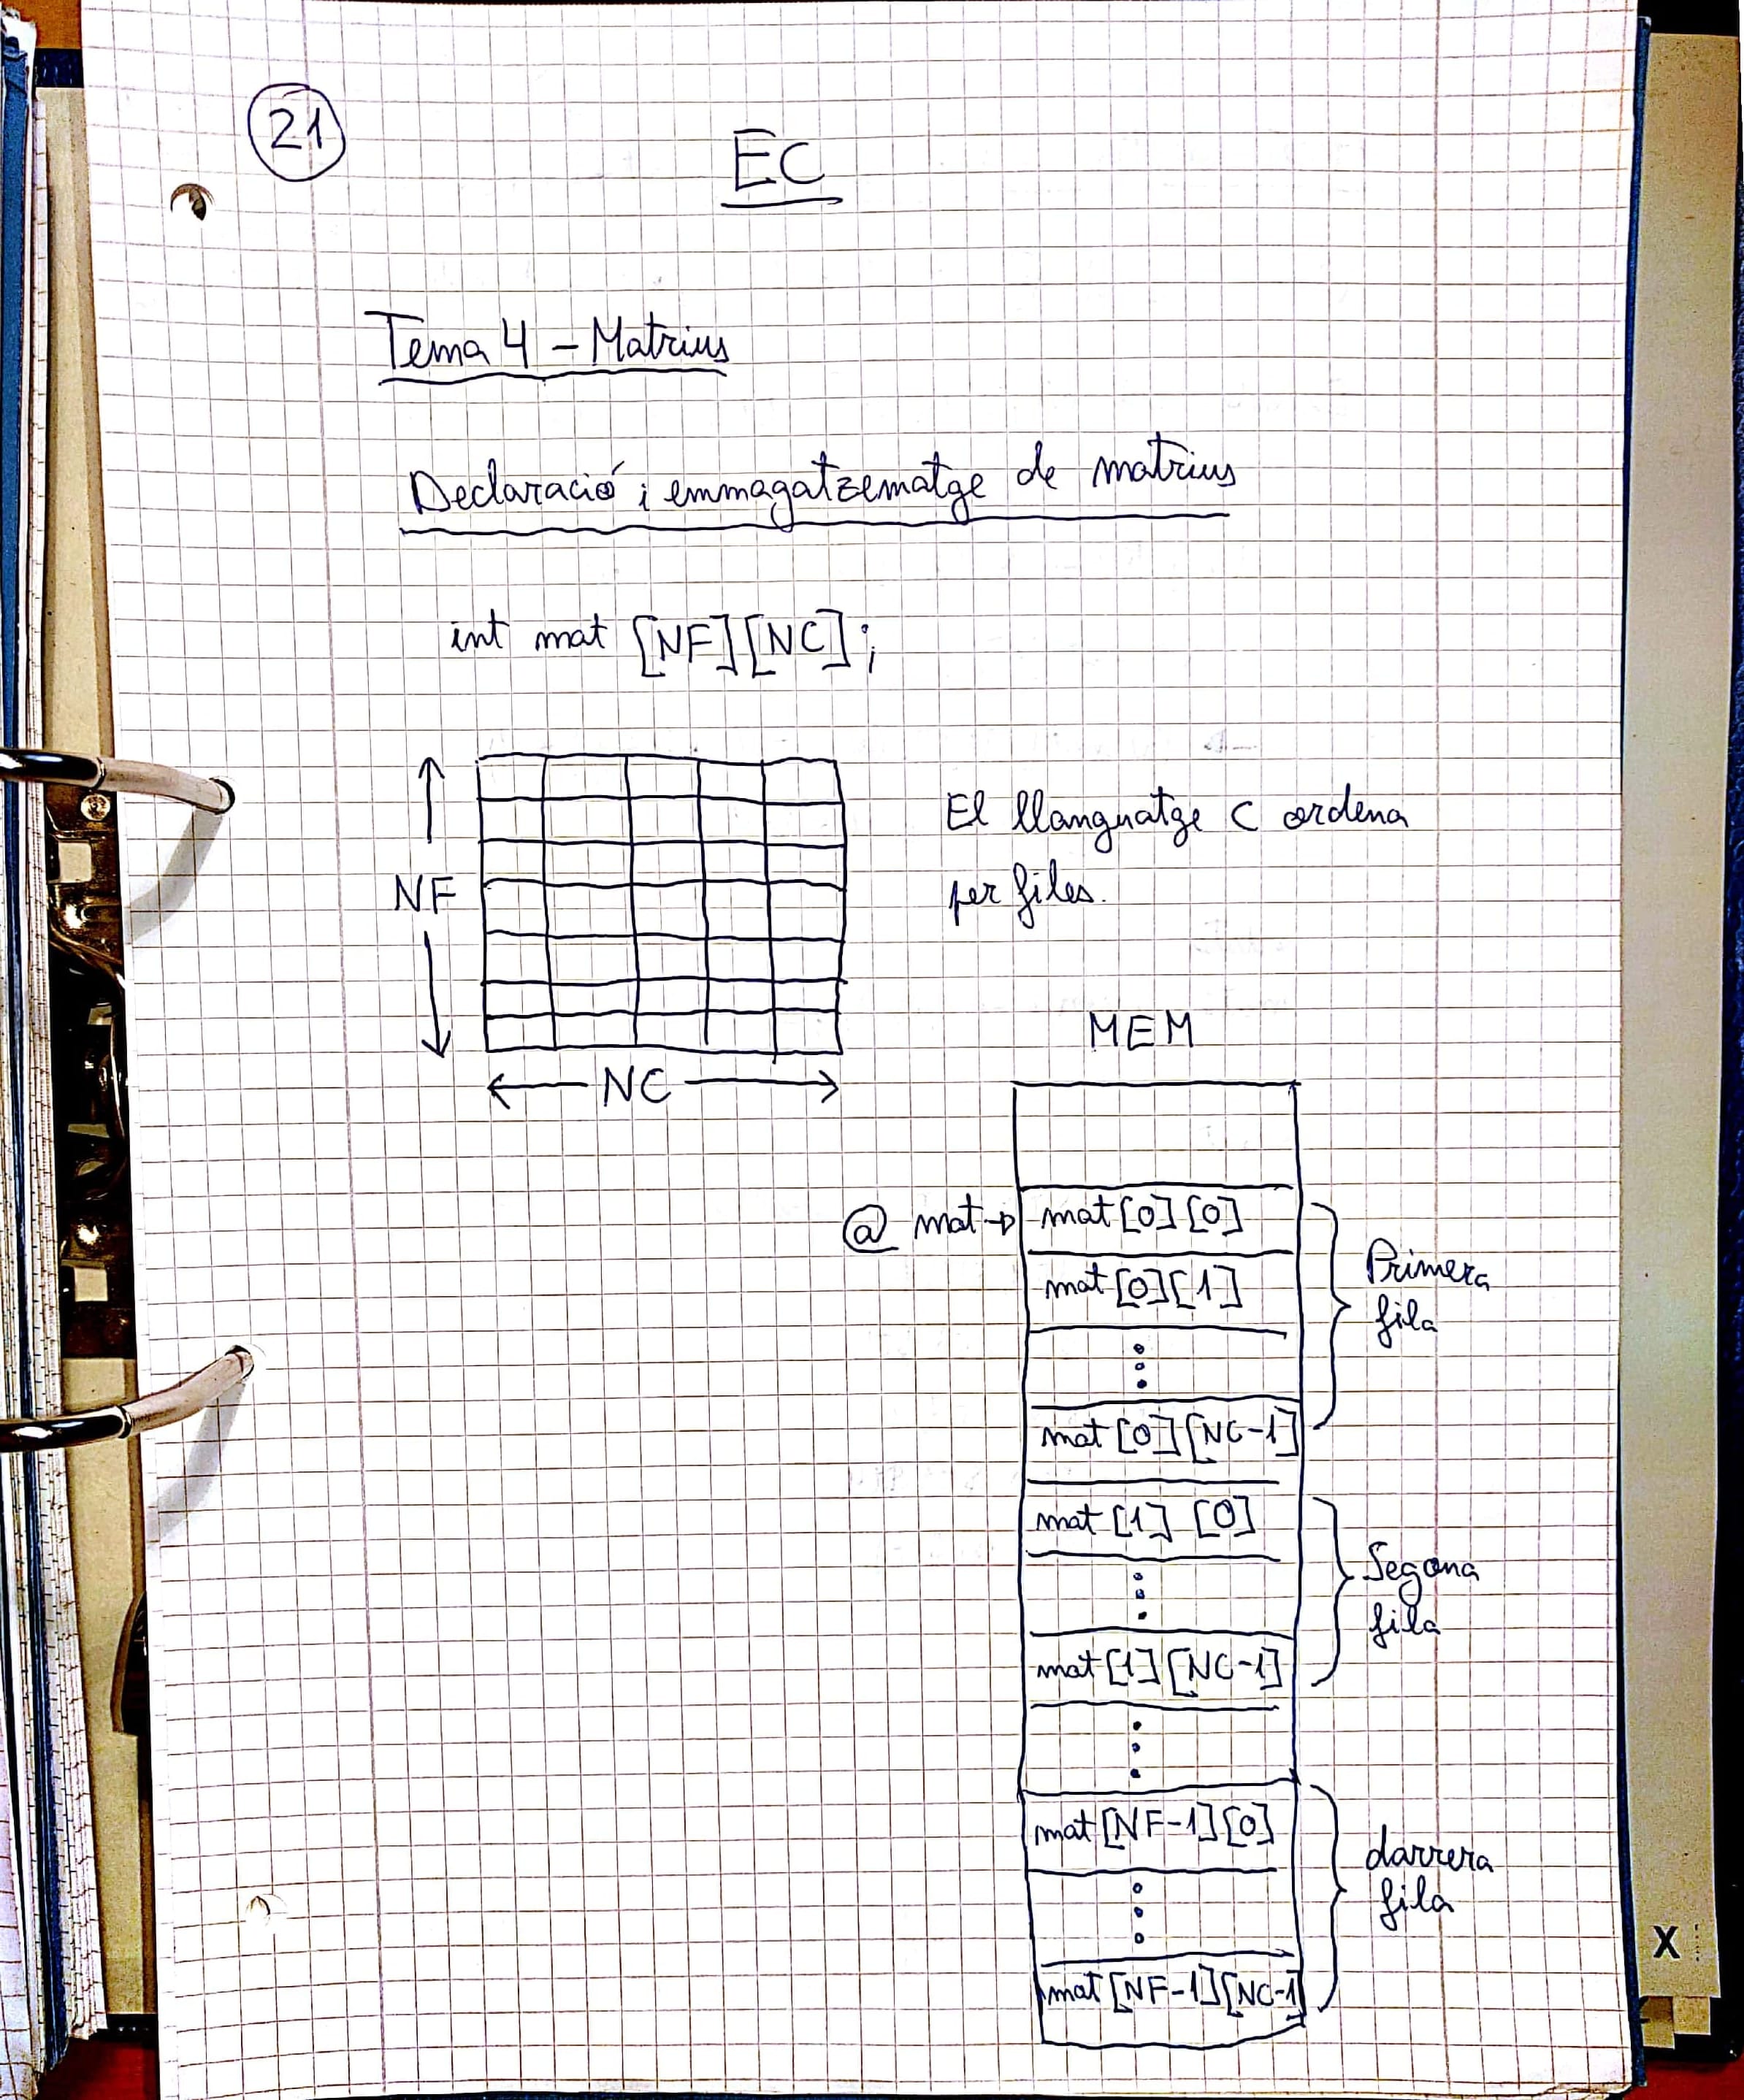 21
EC
Tema 4 - Matrius
Declaració i emmagatzematge de matrius
int mat [NF][NC];
El llenguatge C ordena
per files.
NF
NC
MEM
@ mat → mat[0][0]
mat[0][1]
Primera
fila
mat[0][NC-1]
mat[1][0]
Segona
fila
mat[1][NC-1]
mat[NF-1][0]
darrera
fila
mat[NF-1][NC-1]
X